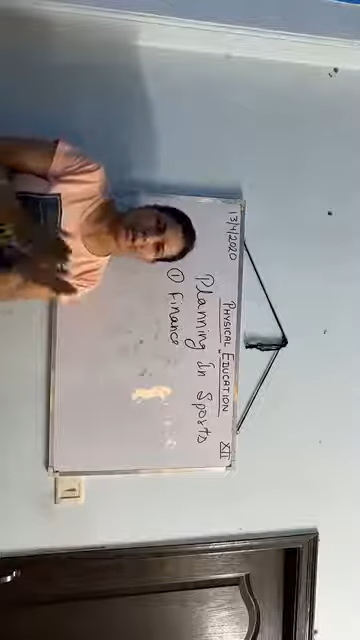 13/4/2020
PHYSICAL EDUCATION XII
Planning In Sports
① Finance